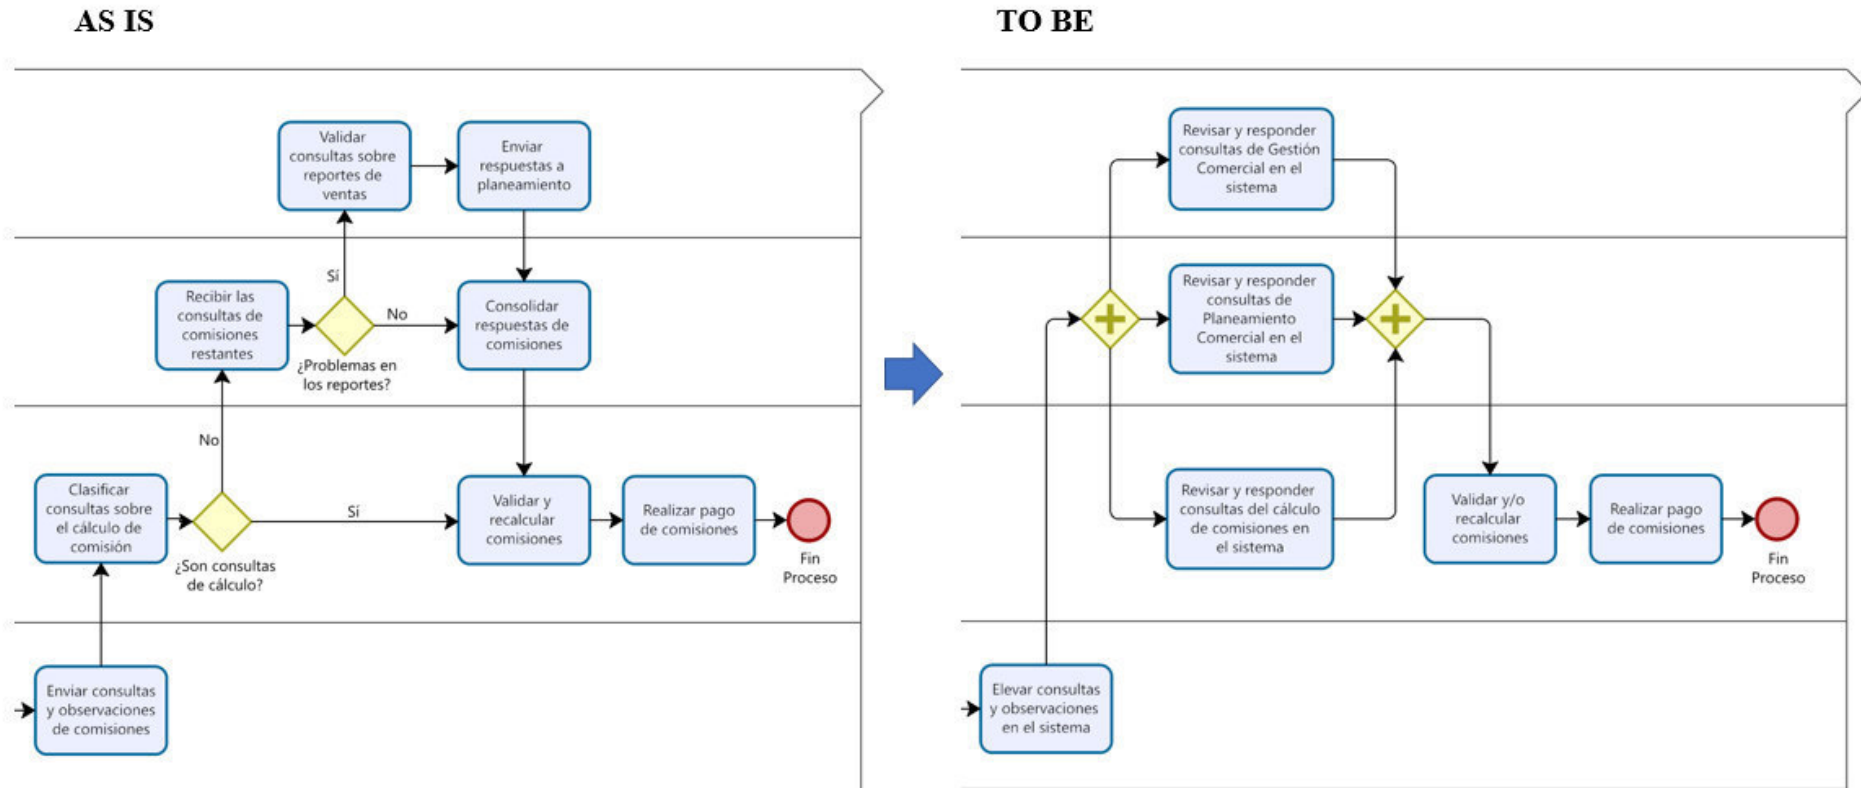 AS IS
Validar
consultas sobre
reportes de
ventas
Enviar
respuestas a
planeamiento
Sí
Recibir las
consultas de
comisiones
restantes
No
Consolidar
respuestas de
comisiones
¿Problemas en
los reportes?
No
Clasificar
consultas sobre
el cálculo de
comisión
Sí
Validar y
recalcular
comisiones
Realizar pago
de comisiones
¿Son consultas
de cálculo?
Fin
Proceso
Enviar consultas
y observaciones
de comisiones
TO BE
Revisar y responder
consultas de Gestión
Comercial en el
sistema
Revisar y responder
consultas de
Planeamiento
Comercial en el
sistema
Revisar y responder
consultas del cálculo
de comisiones en
el sistema
Validar y/o
recalcular
comisiones
Realizar pago
de comisiones
Fin
Proceso
Elevar consultas
y observaciones
en el sistema